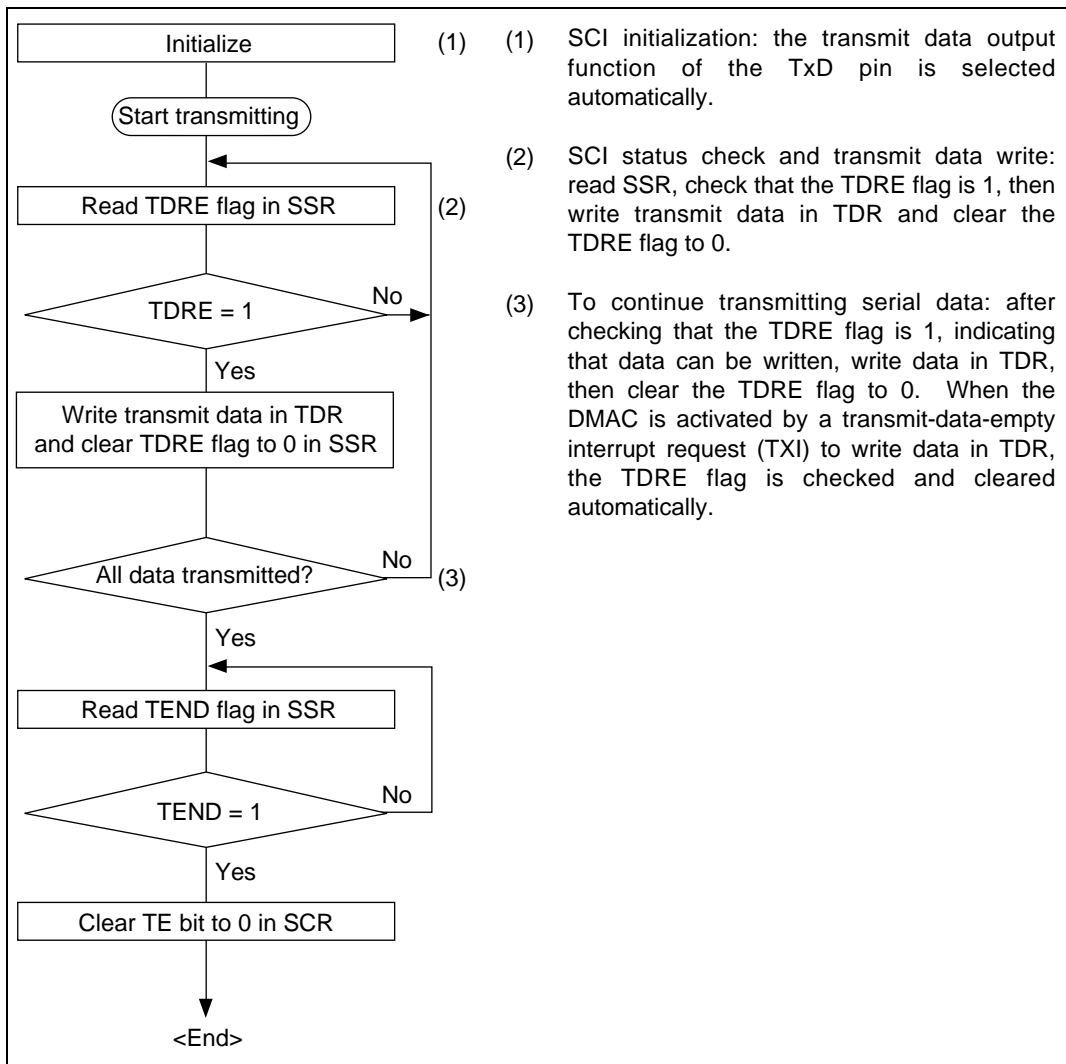 Initialize
(1)
Start transmitting
Read TDRE flag in SSR
(2)
TDRE = 1
No
Yes
Write transmit data in TDR
and clear TDRE flag to 0 in SSR
All data transmitted?
No
(3)
Yes
Read TEND flag in SSR
TEND = 1
No
Yes
Clear TE bit to 0 in SCR
<End>
(1) SCI initialization: the transmit data output
function of the TxD pin is selected
automatically.
(2) SCI status check and transmit data write:
read SSR, check that the TDRE flag is 1, then
write transmit data in TDR and clear the
TDRE flag to 0.
(3) To continue transmitting serial data: after
checking that the TDRE flag is 1, indicating
that data can be written, write data in TDR,
then clear the TDRE flag to 0. When the
DMAC is activated by a transmit-data-empty
interrupt request (TXI) to write data in TDR,
the TDRE flag is checked and cleared
automatically.